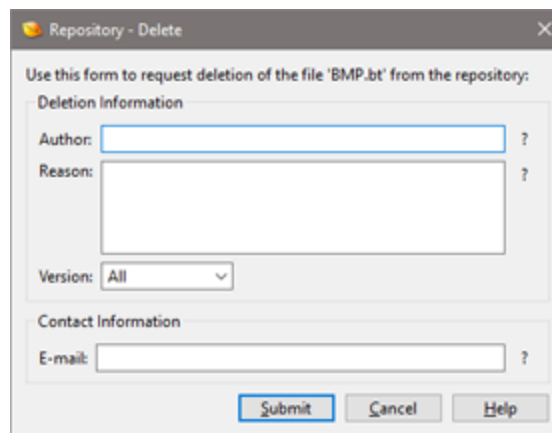 Repository - Delete
Use this form to request deletion of the file 'BMP.bt' from the repository:
Deletion Information
Author: ?
Reason: ?
Version: All
Contact Information
E-mail: ?
Submit Cancel Help